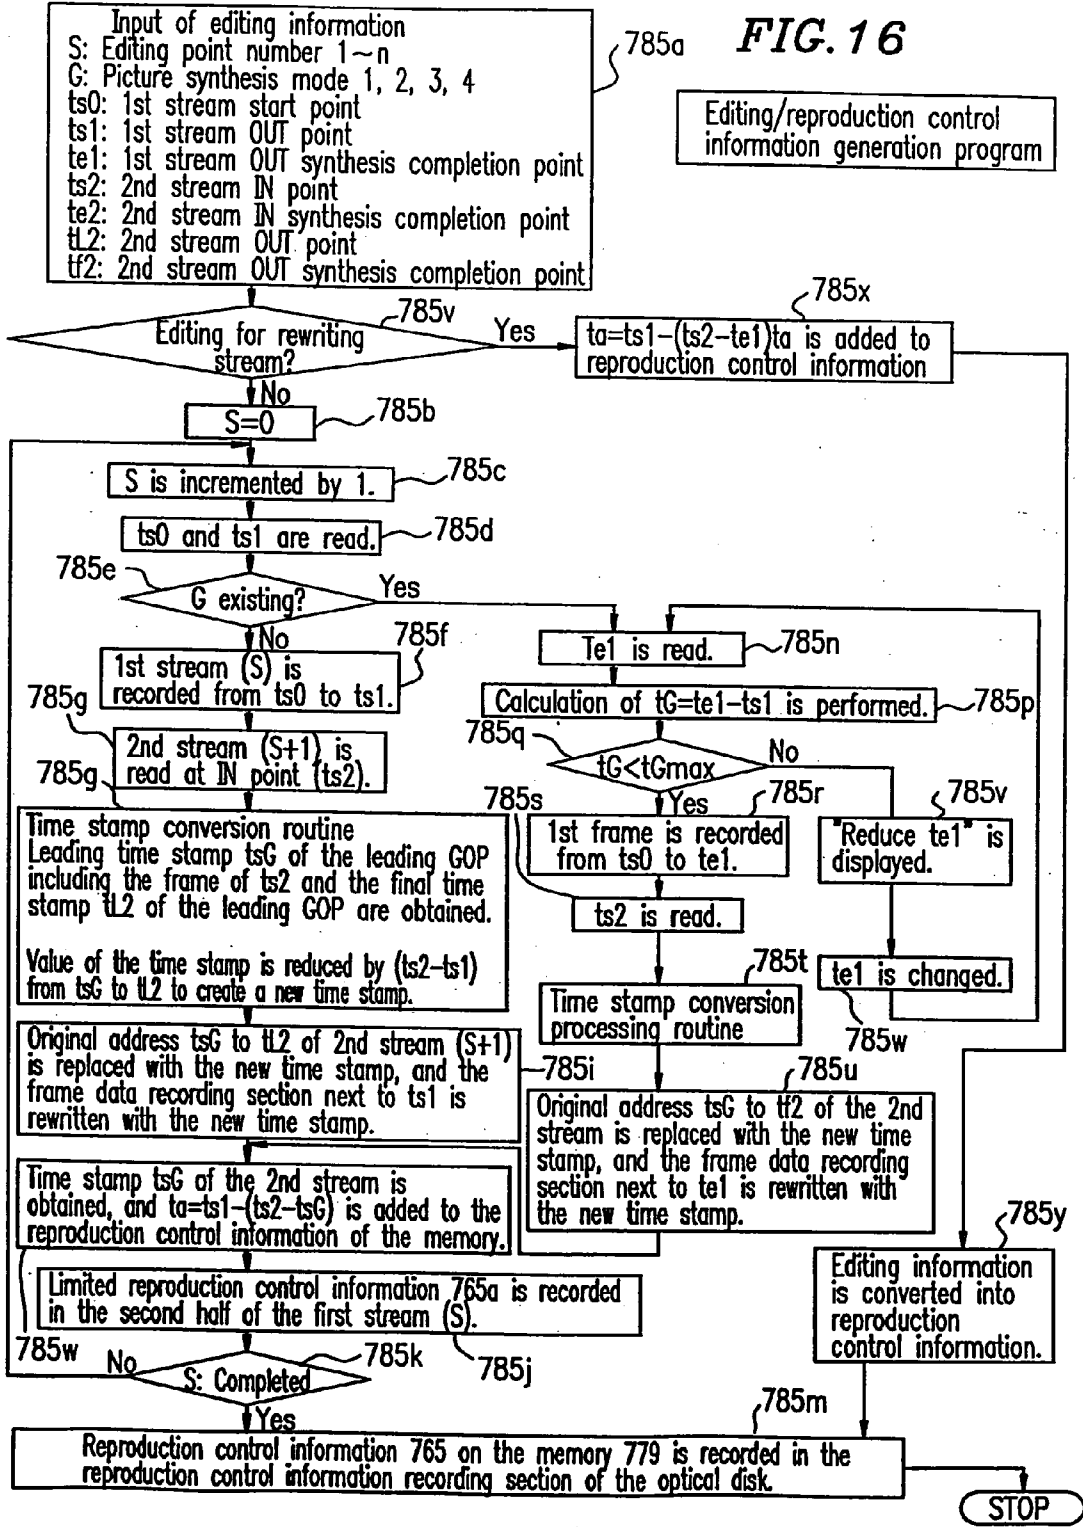 FIG.16
Editing/reproduction control
information generation program
Input of editing information
S: Editing point number 1~n
G: Picture synthesis mode 1, 2, 3, 4
ts0: 1st stream start point
ts1: 1st stream OUT point
te1: 1st stream OUT synthesis completion point
ts2: 2nd stream IN point
te2: 2nd stream IN synthesis completion point
tL2: 2nd stream OUT point
tf2: 2nd stream OUT synthesis completion point
785a
Editing for rewriting
stream?
785v
Yes
No
ta=ts1-(ts2-te1)ta is added to
reproduction control information
785x
S=0
785b
S is incremented by 1.
785c
ts0 and ts1 are read.
785d
785e
G existing?
Yes
No
1st stream (S) is
recorded from ts0 to ts1.
785f
785g
2nd stream (S+1) is
read at IN point (ts2).
785g
Time stamp conversion routine
Leading time stamp tsG of the leading GOP
including the frame of ts2 and the final time
stamp tL2 of the leading GOP are obtained.
Value of the time stamp is reduced by (ts2-ts1)
from tsG to tL2 to create a new time stamp.
Original address tsG to tL2 of 2nd stream (S+1)
is replaced with the new time stamp, and the
frame data recording section next to ts1 is
rewritten with the new time stamp.
785i
Time stamp tsG of the 2nd stream is
obtained, and ta=ts1-(ts2-tsG) is added to the
reproduction control information of the memory.
785w
Limited reproduction control information 765a is recorded
in the second half of the first stream (S).
785j
S: Completed
785k
No
Yes
Te1 is read.
785n
Calculation of tG=te1-ts1 is performed.
785p
785q
tG<tGmax
No
Yes
1st frame is recorded
from ts0 to te1.
785r
785s
ts2 is read.
"Reduce te1" is
displayed.
785v
te1 is changed.
785w
Time stamp conversion
processing routine
785t
Original address tsG to tf2 of the 2nd
stream is replaced with the new time
stamp, and the frame data recording
section next to te1 is rewritten with
the new time stamp.
785u
Editing information
is converted into
reproduction
control information.
785y
Reproduction control information 765 on the memory 779 is recorded in the
reproduction control information recording section of the optical disk.
785m
STOP